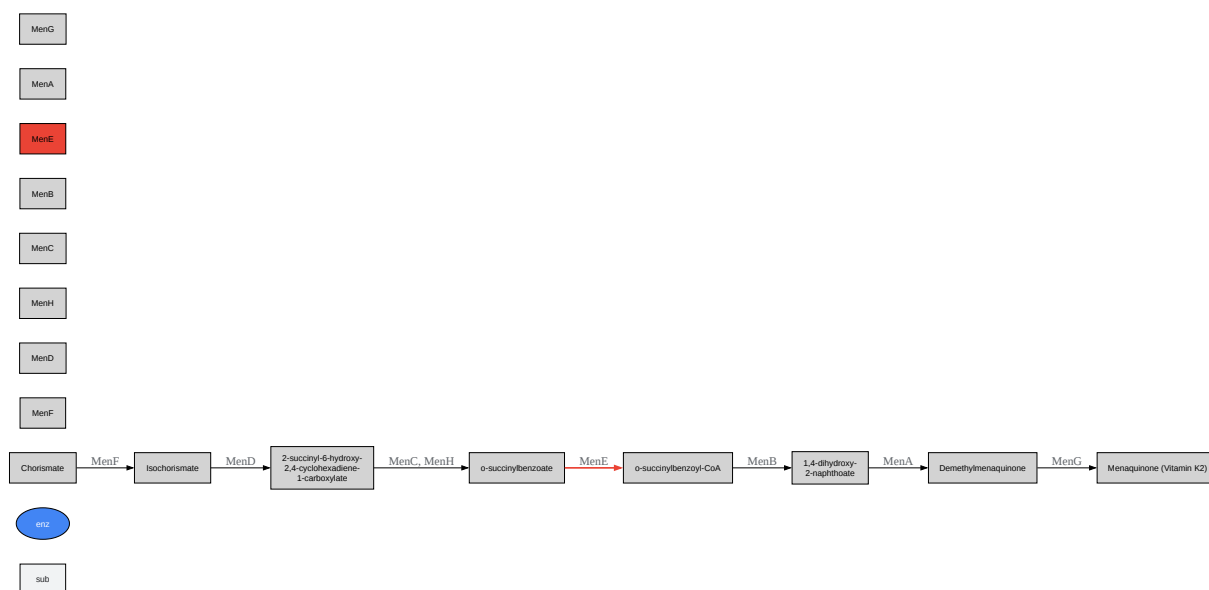 MenG
MenA
MenE
MenB
MenC
MenH
MenD
MenF
Chorismate
MenF
Isochorismate
MenD
2-succinyl-6-hydroxy-
2,4-cyclohexadiene-
1-carboxylate
MenC, MenH
o-succinylbenzoate
MenE
o-succinylbenzoyl-CoA
MenB
1,4-dihydroxy-
2-naphthoate
MenA
Demethylmenaquinone
MenG
Menaquinone (Vitamin K2)
enz
sub